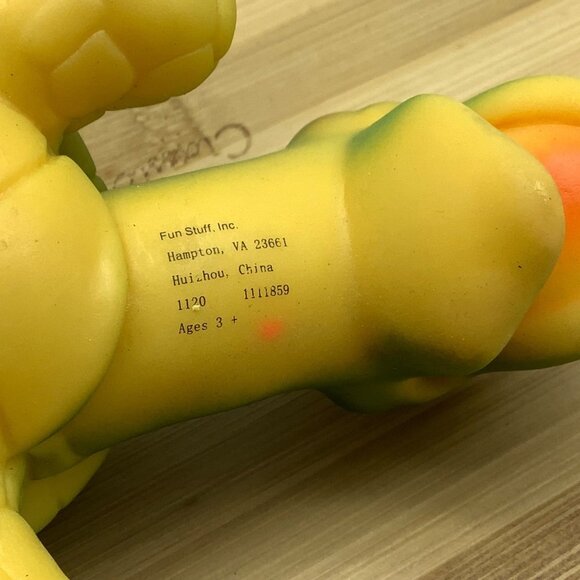 Fun Stuff, Inc.
Hampton, VA 23661
Huizhou, China
1120 1111859
Ages 3 +